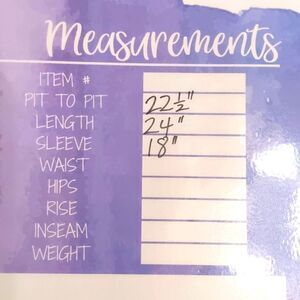 Measurements
ITEM #
PIT TO PIT 22½"
LENGTH 24"
SLEEVE 18"
WAIST
HIPS
RISE
INSEAM
WEIGHT